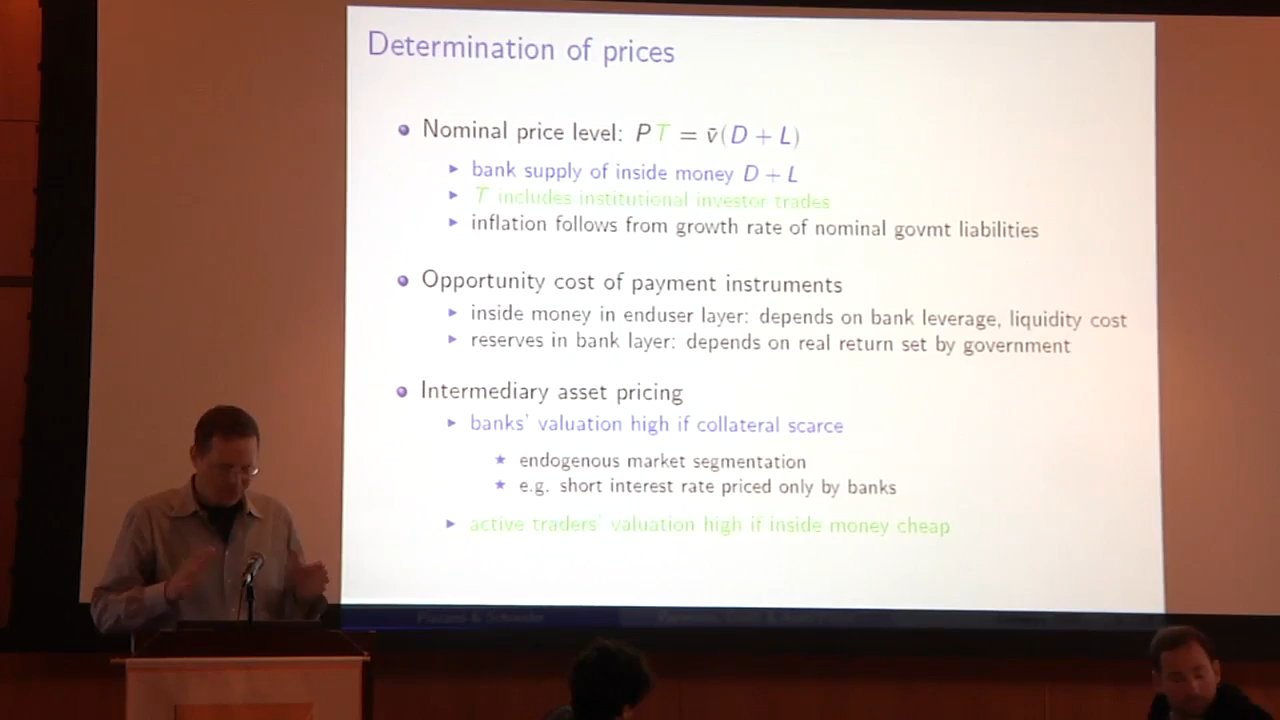 Determination of prices
Nominal price level: P T = v̄(D + L)
bank supply of inside money D + L
T includes institutional investor trades
inflation follows from growth rate of nominal govmt liabilities
Opportunity cost of payment instruments
inside money in enduser layer: depends on bank leverage, liquidity cost
reserves in bank layer: depends on real return set by government
Intermediary asset pricing
banks' valuation high if collateral scarce
endogenous market segmentation
e.g. short interest rate priced only by banks
active traders' valuation high if inside money cheap